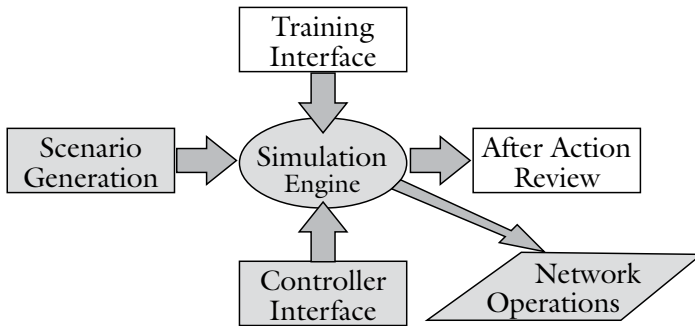 Training
Interface
Scenario
Generation
Simulation
Engine
After Action
Review
Controller
Interface
Network
Operations